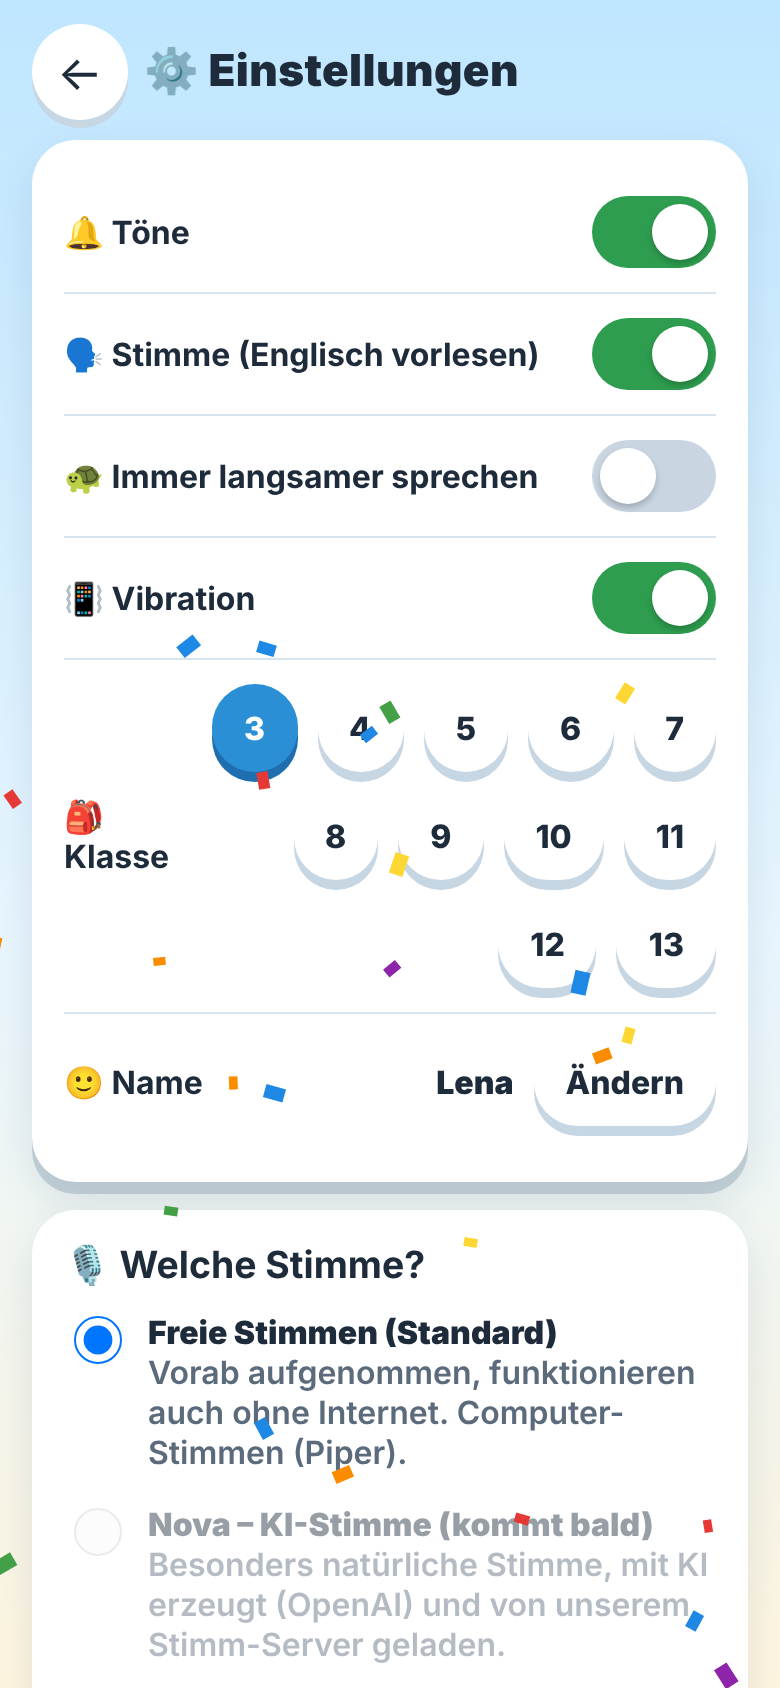 ⚙️ Einstellungen
🔔 Töne
🗣️ Stimme (Englisch vorlesen)
🐢 Immer langsamer sprechen
📳 Vibration
3 4 5 6 7
🎒 Klasse
8 9 10 11
12 13
🙂 Name Lena Ändern
🎙️ Welche Stimme?
Freie Stimmen (Standard)
Vorab aufgenommen, funktionieren
auch ohne Internet. Computer-
Stimmen (Piper).
Nova – KI-Stimme (kommt bald)
Besonders natürliche Stimme, mit KI
erzeugt (OpenAI) und von unserem
Stimm-Server geladen.